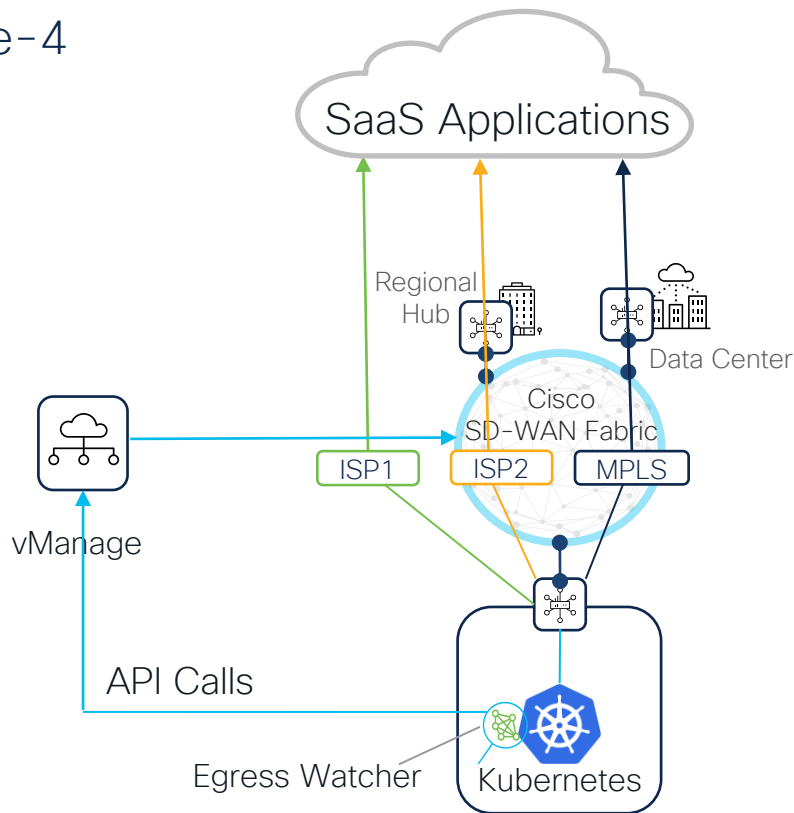 e-4
SaaS Applications
Regional
Hub
Data Center
Cisco
SD-WAN Fabric
ISP1
ISP2
MPLS
vManage
API Calls
Egress Watcher
Kubernetes